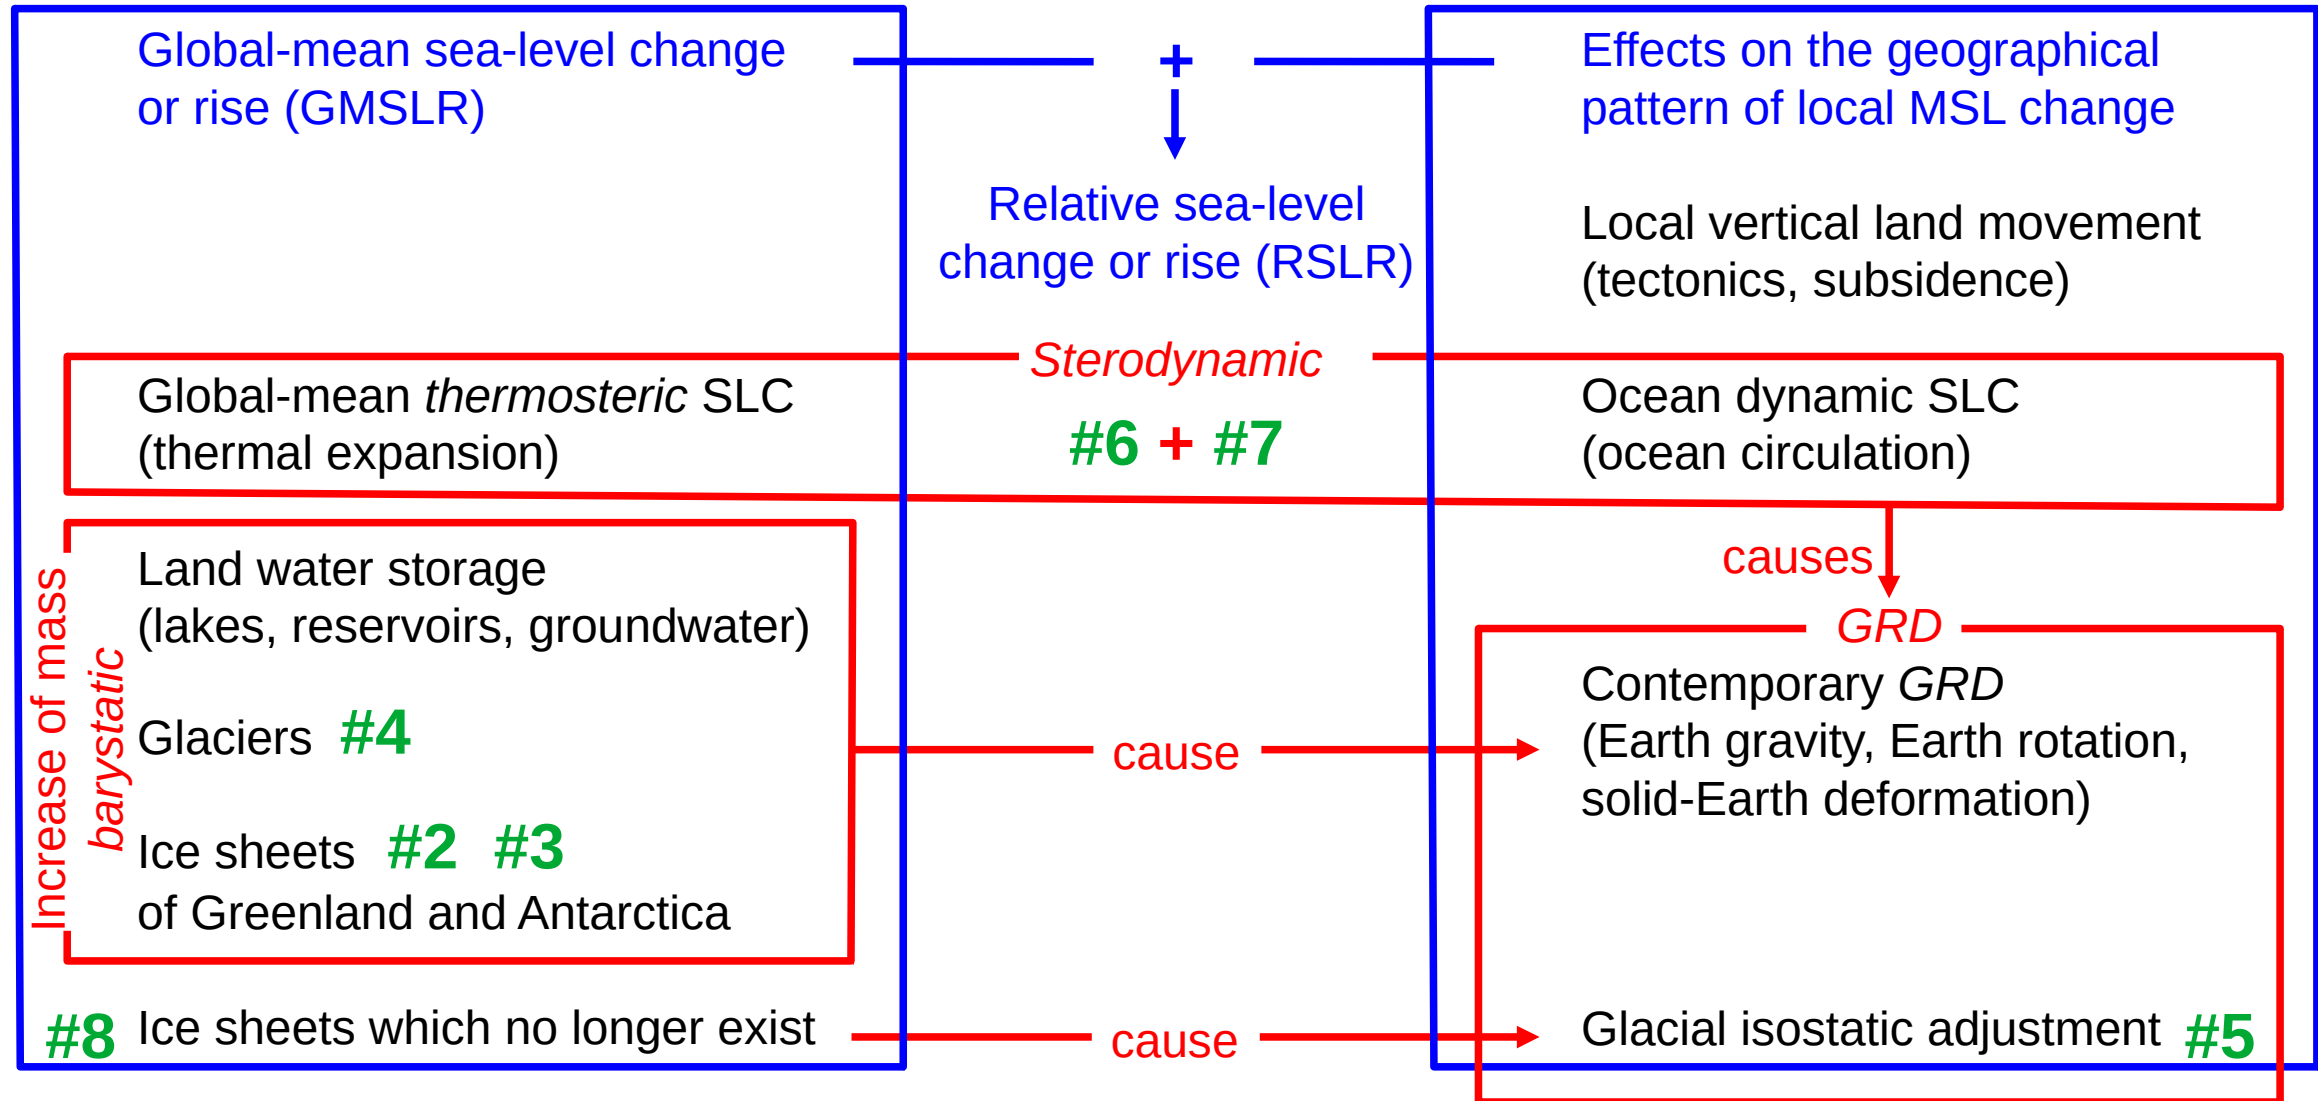 Global-mean sea-level change
or rise (GMSLR)
+
Effects on the geographical
pattern of local MSL change
Relative sea-level
change or rise (RSLR)
Local vertical land movement
(tectonics, subsidence)
Sterodynamic
Global-mean thermosteric SLC
(thermal expansion)
#6 + #7
Ocean dynamic SLC
(ocean circulation)
causes
Increase of mass
barystatic
Land water storage
(lakes, reservoirs, groundwater)
Glaciers #4
Ice sheets #2 #3
of Greenland and Antarctica
cause
GRD
Contemporary GRD
(Earth gravity, Earth rotation,
solid-Earth deformation)
#8 Ice sheets which no longer exist
cause
Glacial isostatic adjustment #5